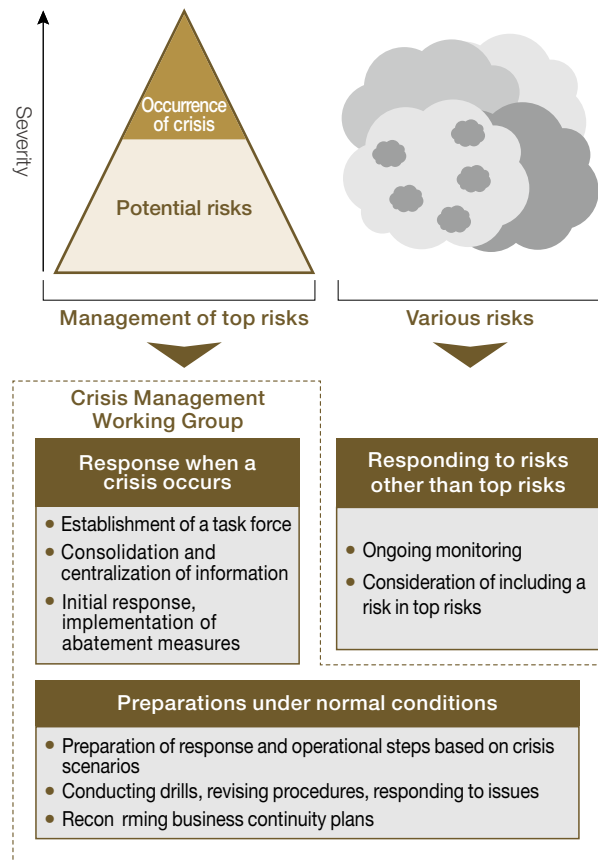 Severity
Occurrence
of crisis
Potential risks
Management of top risks
Various risks
Crisis Management
Working Group
Response when a
crisis occurs
• Establishment of a task force
• Consolidation and
centralization of information
• Initial response,
implementation of
abatement measures
Responding to risks
other than top risks
• Ongoing monitoring
• Consideration of including a
risk in top risks
Preparations under normal conditions
• Preparation of response and operational steps based on crisis
scenarios
• Conducting drills, revising procedures, responding to issues
• Recon rming business continuity plans